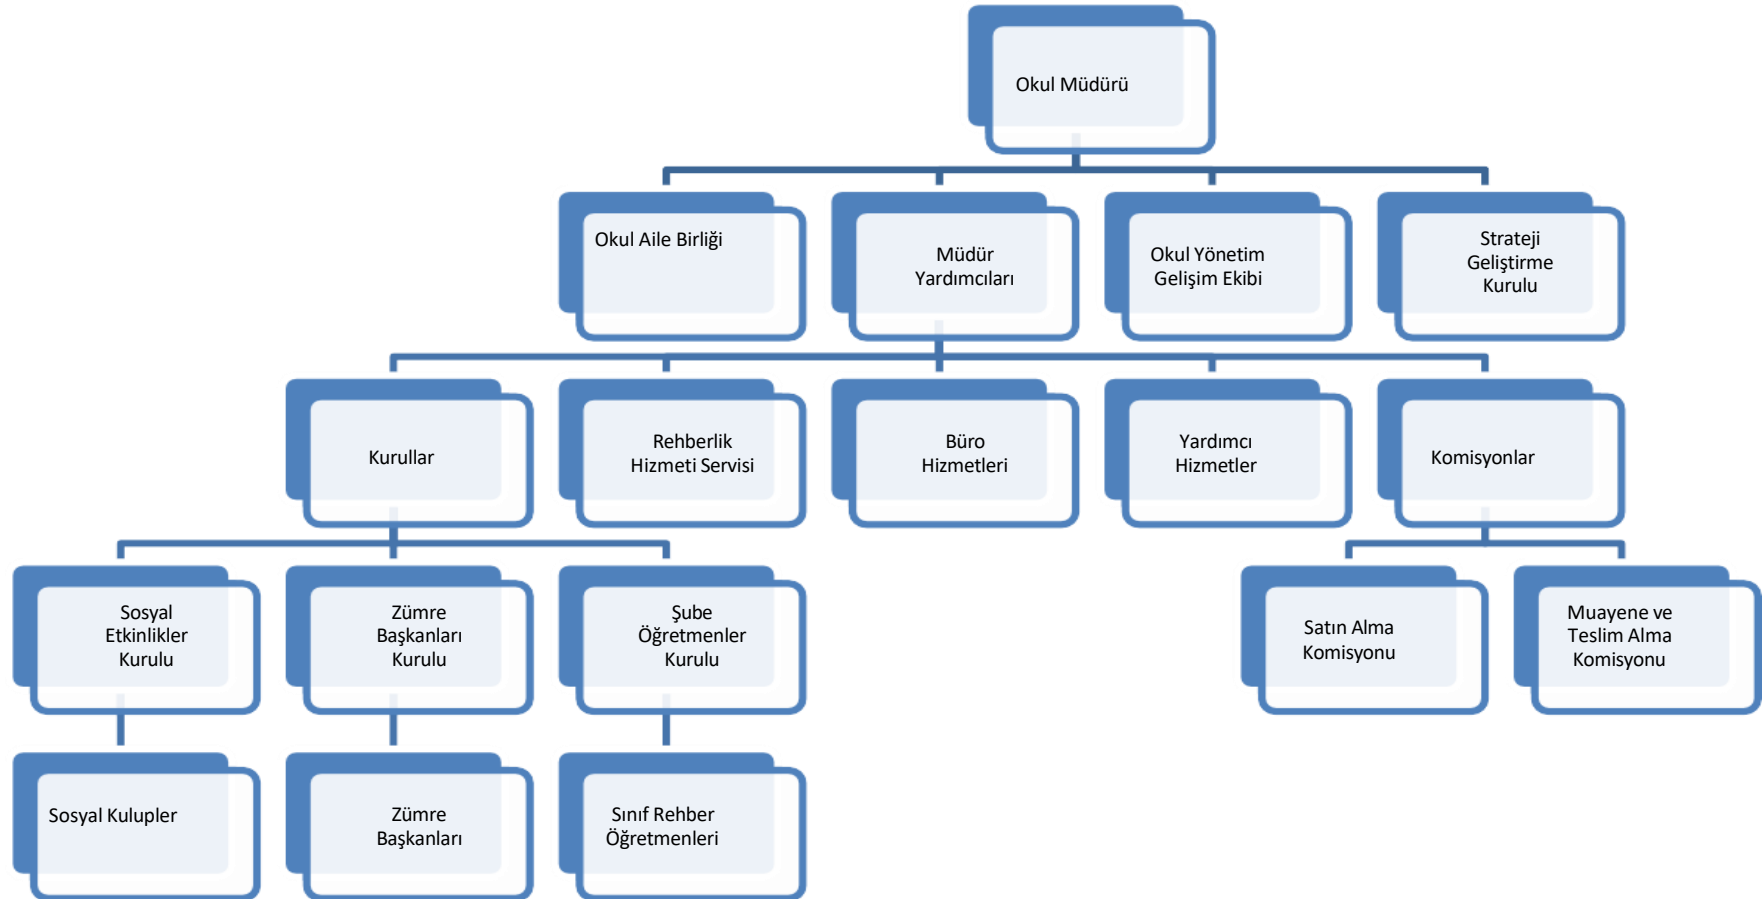 Okul Müdürü
Okul Aile Birliği
Müdür
Yardımcıları
Okul Yönetim
Gelişim Ekibi
Strateji
Geliştirme
Kurulu
Kurullar
Rehberlik
Hizmeti Servisi
Büro
Hizmetleri
Yardımcı
Hizmetler
Komisyonlar
Sosyal
Etkinlikler
Kurulu
Zümre
Başkanları
Kurulu
Şube
Öğretmenler
Kurulu
Satın Alma
Komisyonu
Muayene ve
Teslim Alma
Komisyonu
Sosyal Kulupler
Zümre
Başkanları
Sınıf Rehber
Öğretmenleri